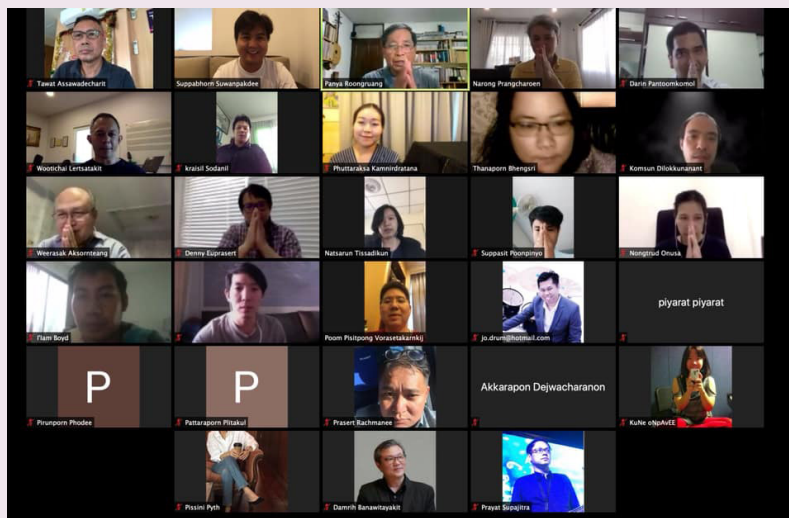 Tawat Assawadecharit
Suppabhorn Suwanpakdee
Panya Roongruang
Narong Prangcharoen
Darin Pantoomkomol
Wootichai Lertsatakit
kraisil Sodanil
Phuttaraksa Kamnirdratana
Thanaporn Bhengsri
Komsun Dilokkunanant
Weerasak Aksornteang
Denny Euprasert
Natsarun Tissadikun
Suppasit Poonpinyo
Nongtrud Onusa
I'lam Boyd
Poom Pisitpong Vorasetakarnkij
jo.drum@hotmail.com
piyarat piyarat
P
Pirunporn Phodee
P
Pattaraporn Plitakul
Prasert Rachmanee
Akkarapon Dejwacharanon
KuNe oNpAvEE
Pissini Pyth
Damrih Banawitayakit
Prayat Supajitra